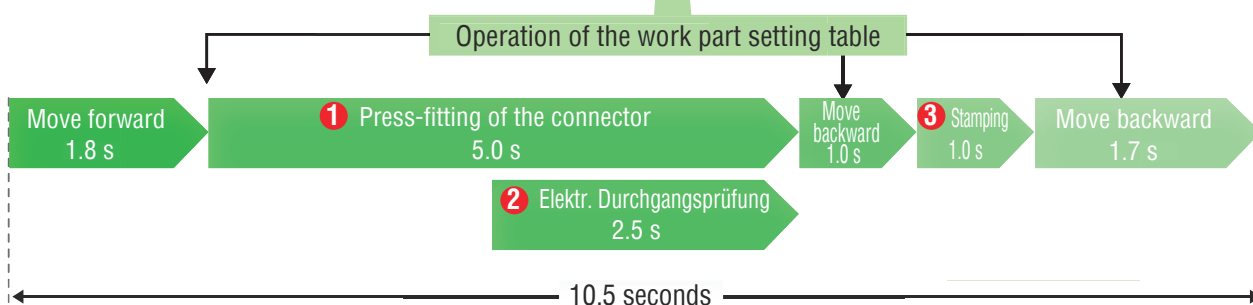 Operation of the work part setting table
Move forward
1.8 s
1 Press-fitting of the connector
5.0 s
Move
backward
1.0 s
3 Stamping
1.0 s
Move backward
1.7 s
2 Elektr. Durchgangsprüfung
2.5 s
10.5 seconds